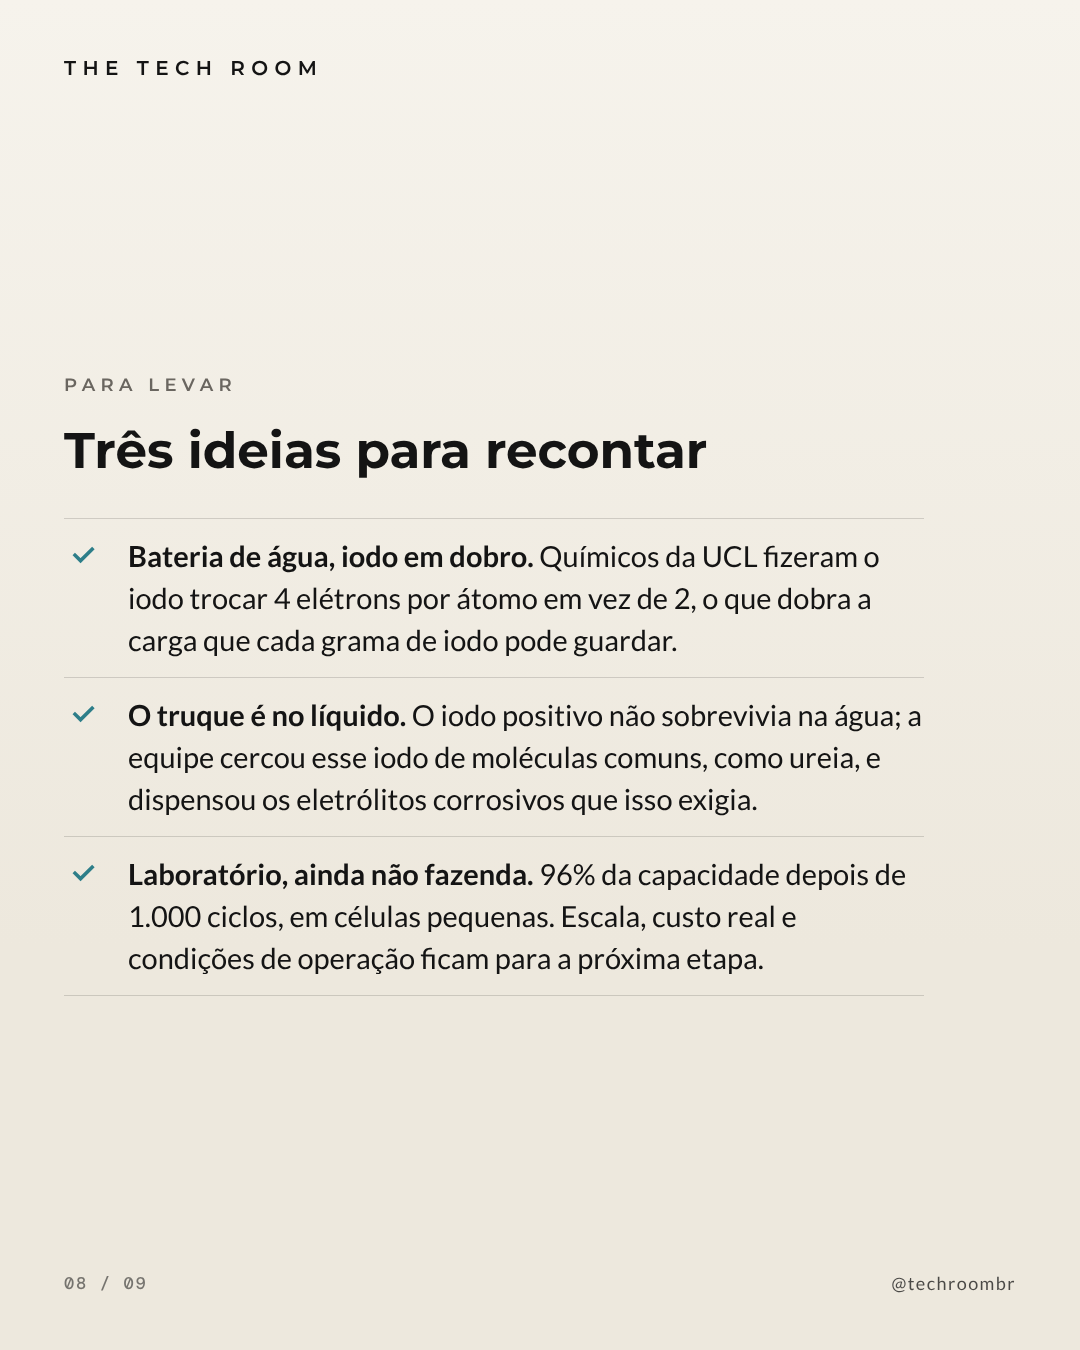 THE TECH ROOM
PARA LEVAR
Três ideias para recontar
Bateria de água, iodo em dobro. Químicos da UCL fizeram o
iodo trocar 4 elétrons por átomo em vez de 2, o que dobra a
carga que cada grama de iodo pode guardar.
O truque é no líquido. O iodo positivo não sobrevivia na água; a
equipe cercou esse iodo de moléculas comuns, como ureia, e
dispensou os eletrólitos corrosivos que isso exigia.
Laboratório, ainda não fazenda. 96% da capacidade depois de
1.000 ciclos, em células pequenas. Escala, custo real e
condições de operação ficam para a próxima etapa.
08 / 09
@techroombr